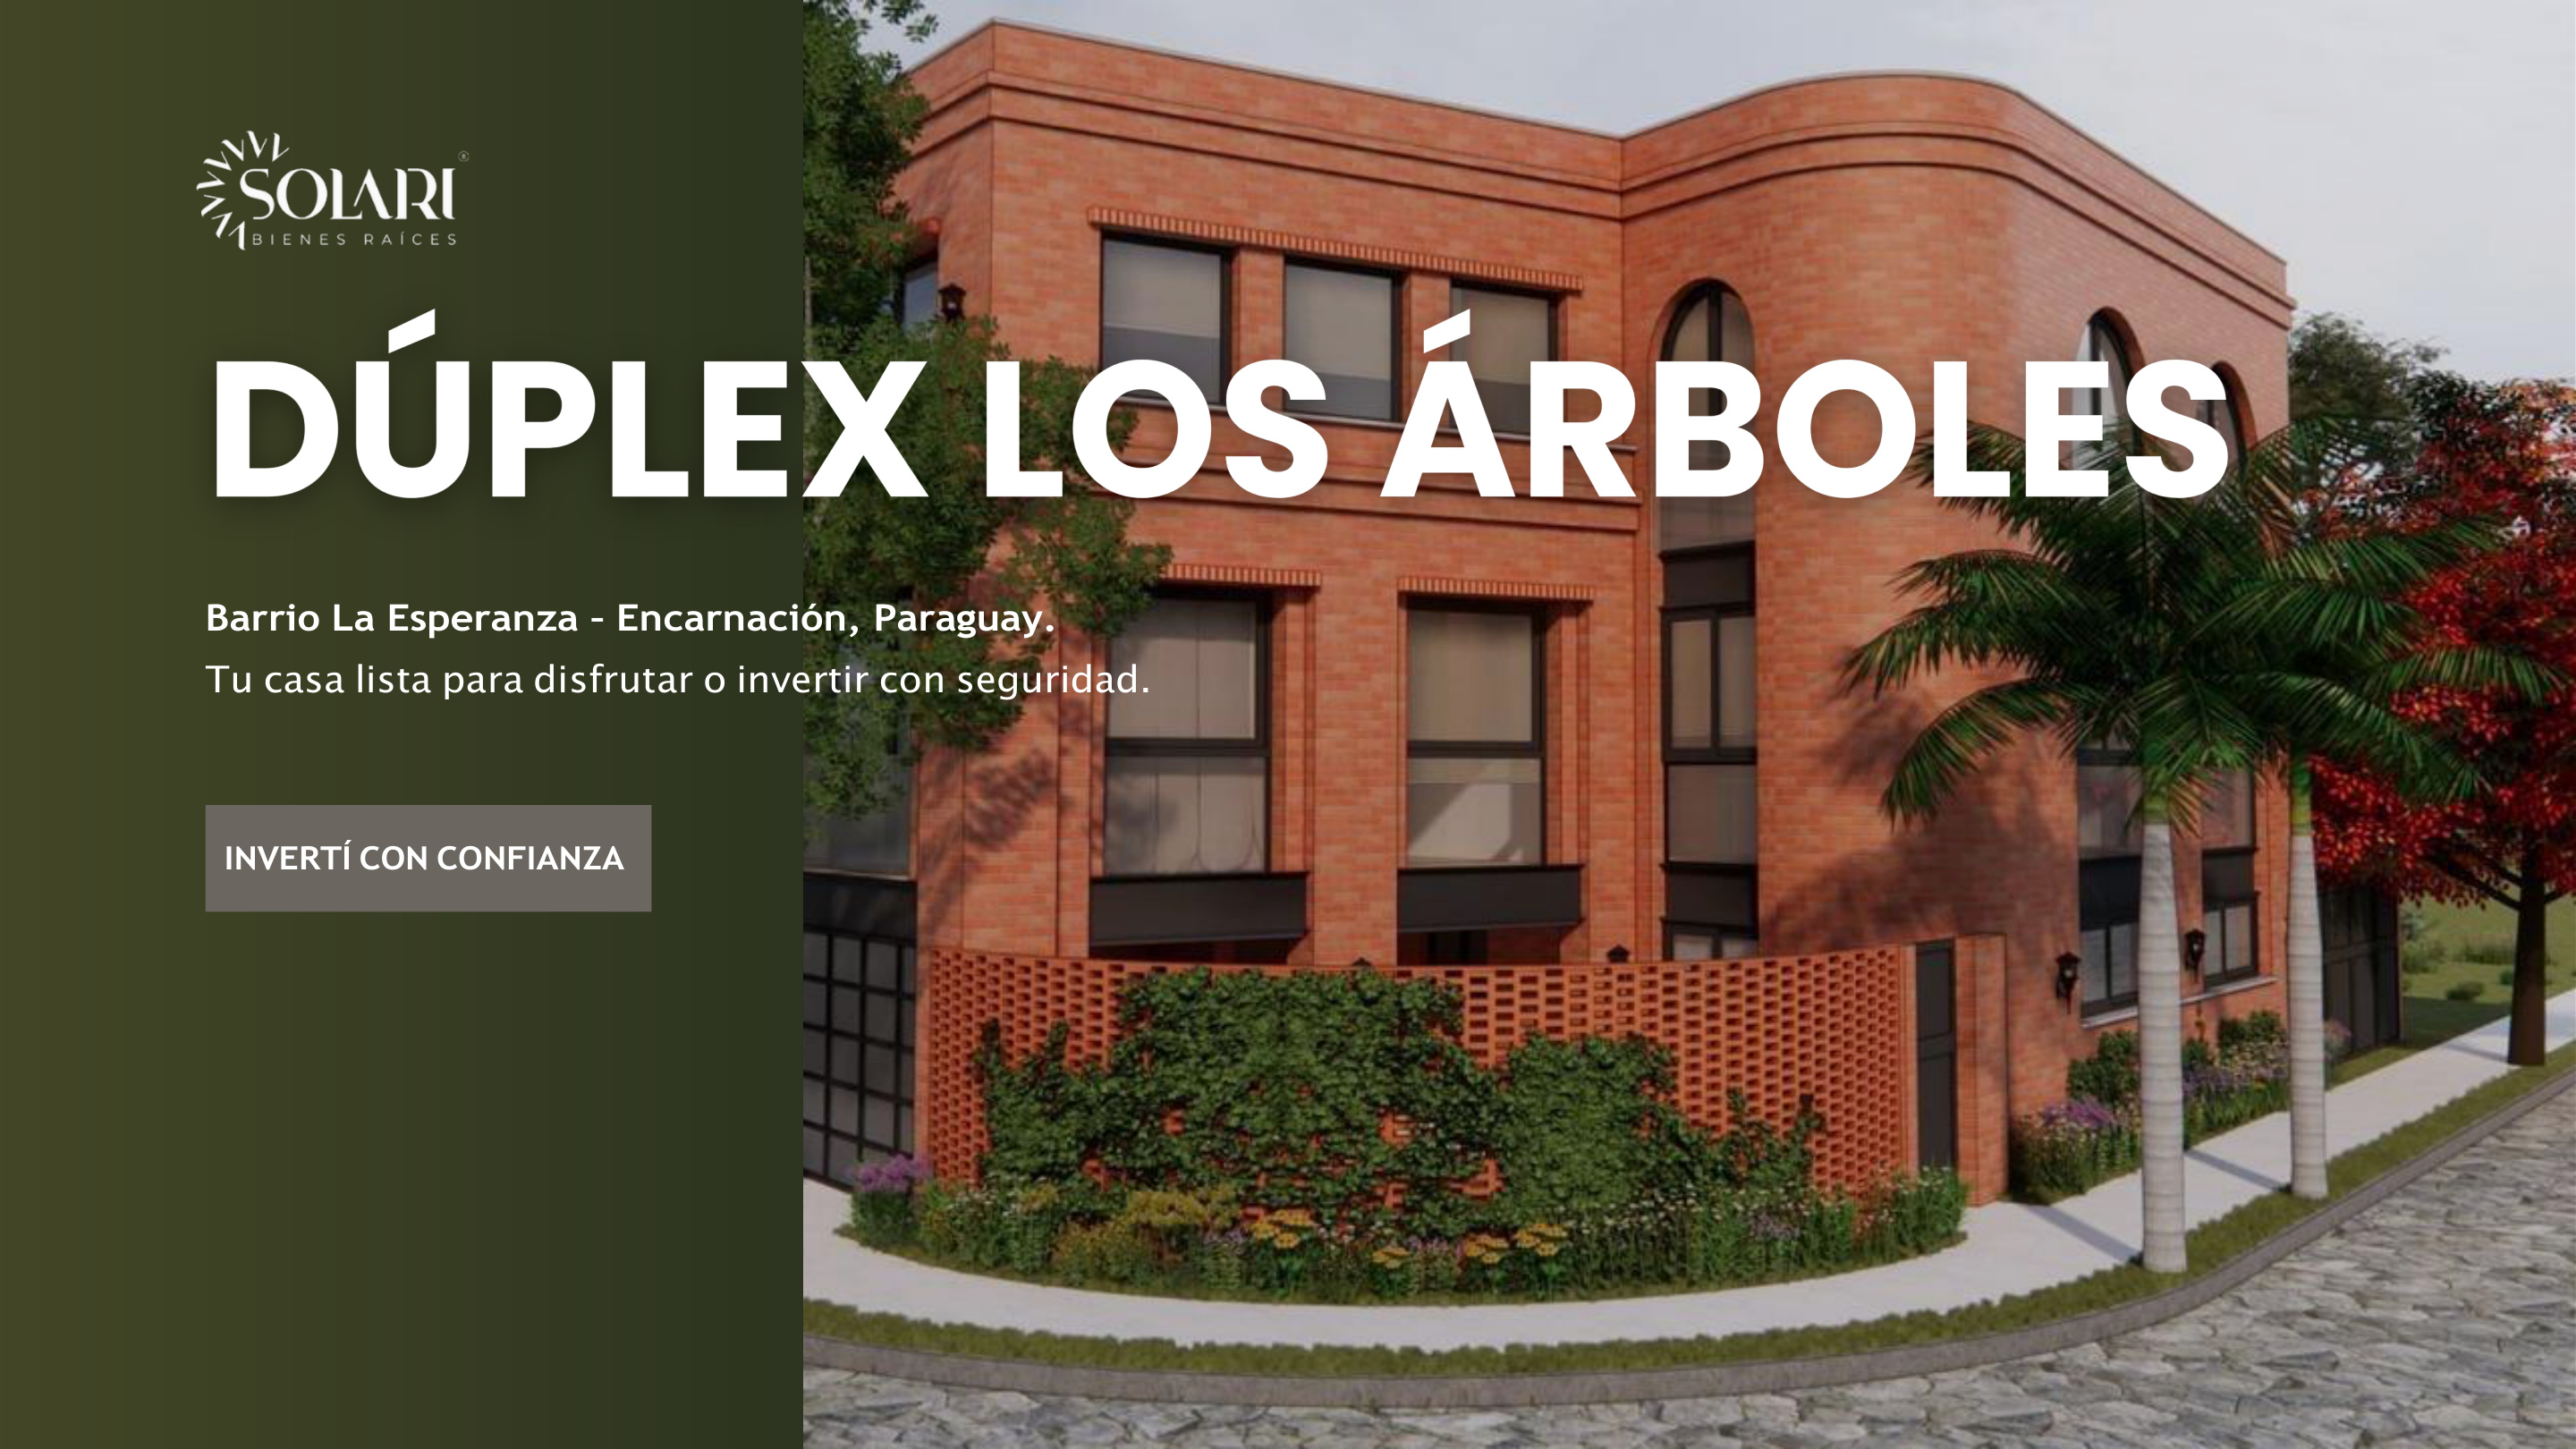 SOLARI®
BIENES RAÍCES
DÚPLEX LOS ÁRBOLES
Barrio La Esperanza - Encarnación, Paraguay.
Tu casa lista para disfrutar o invertir con seguridad.
INVERTÍ CON CONFIANZA